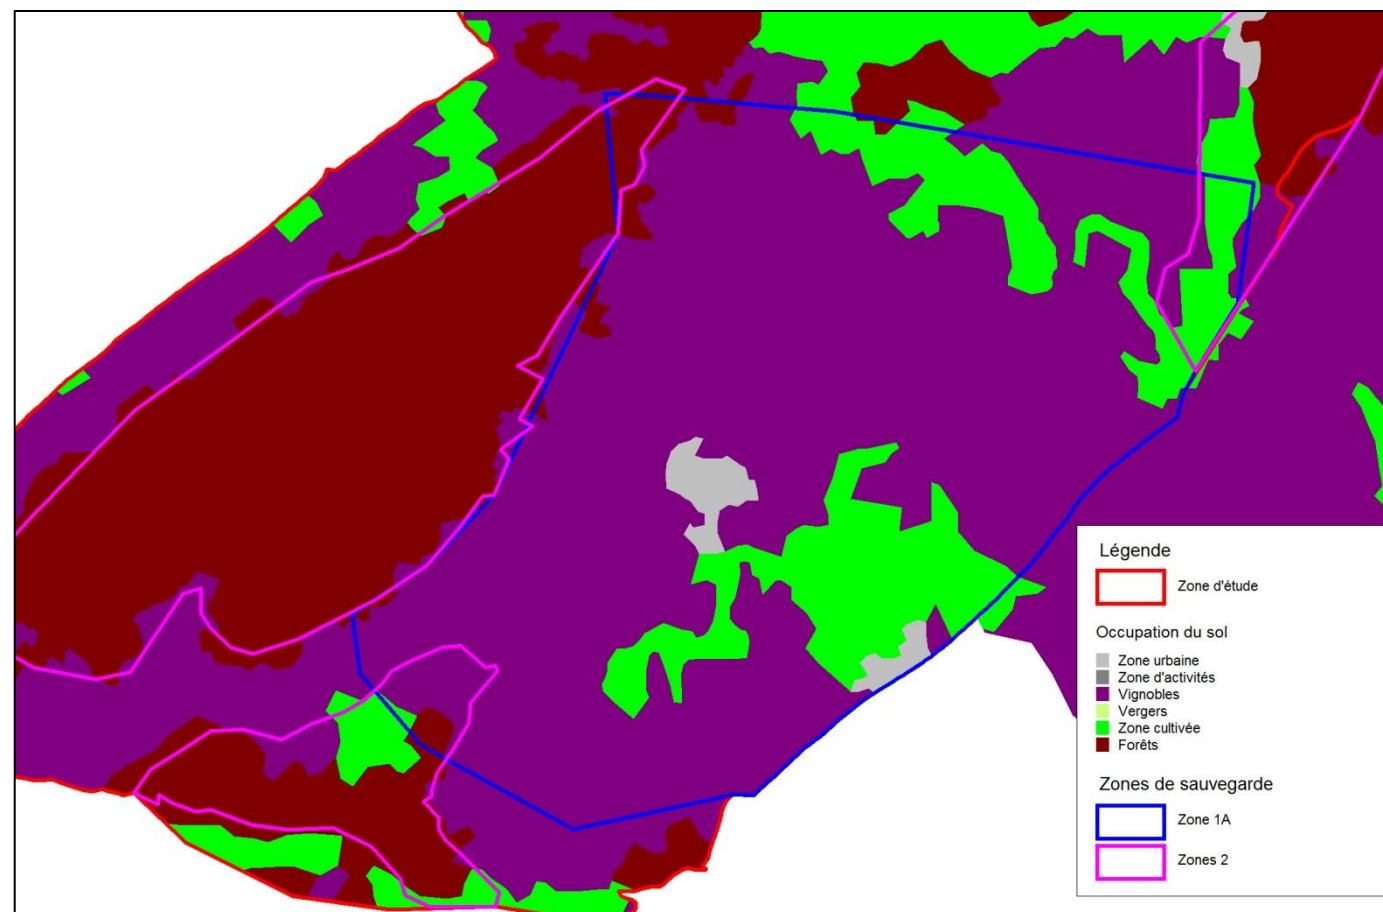 Légende
Zone d'étude
Occupation du sol
Zone urbaine
Zone d'activités
Vignobles
Vergers
Zone cultivée
Forêts
Zones de sauvegarde
Zone 1A
Zones 2